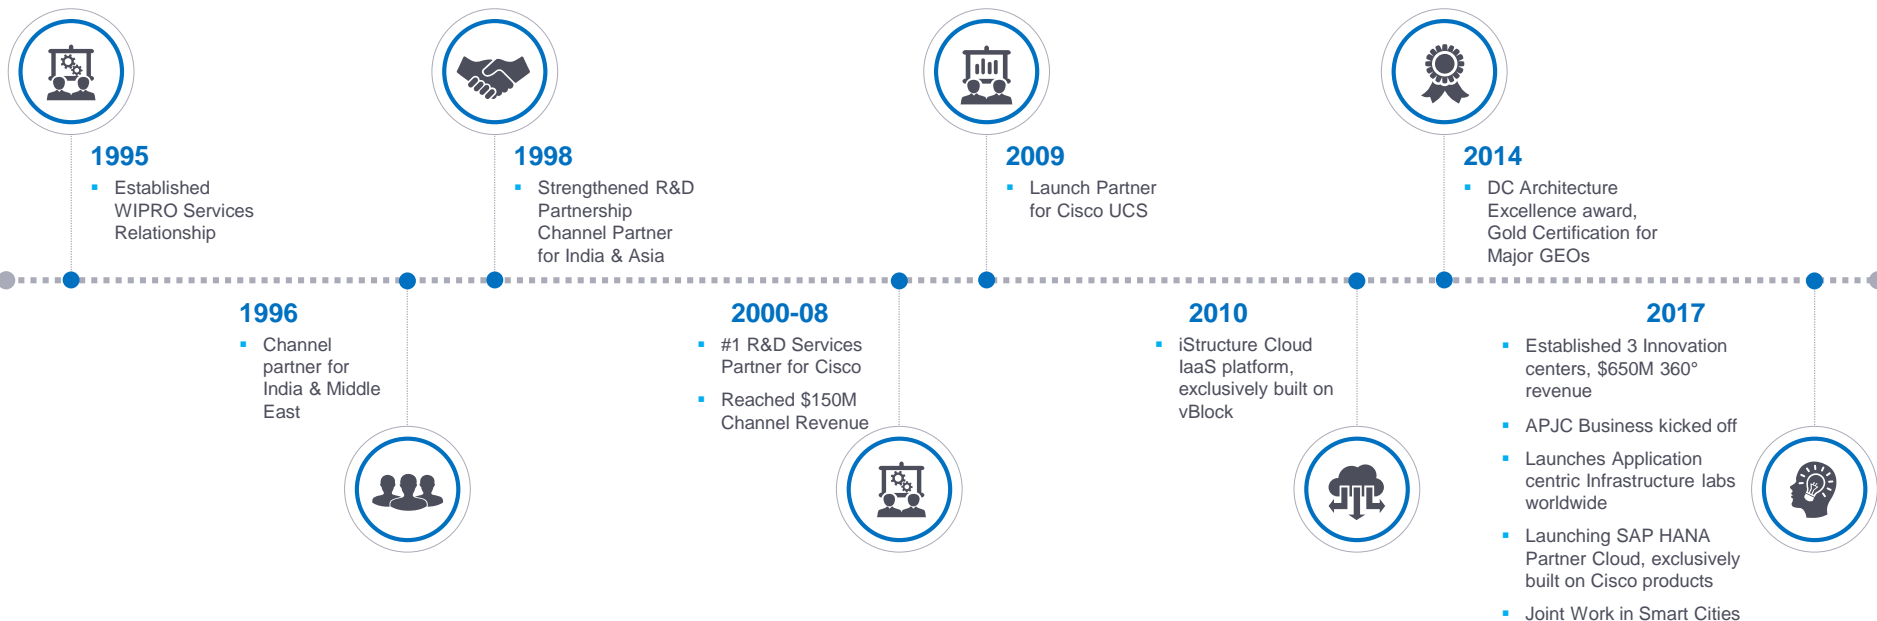 1995
▪ Established
WIPRO Services
Relationship
1998
▪ Strengthened R&D
Partnership
Channel Partner
for India & Asia
2009
▪ Launch Partner
for Cisco UCS
2014
▪ DC Architecture
Excellence award,
Gold Certification for
Major GEOs
1996
▪ Channel
partner for
India & Middle
East
2000-08
▪ #1 R&D Services
Partner for Cisco
▪ Reached $150M
Channel Revenue
2010
▪ iStructure Cloud
IaaS platform,
exclusively built on
vBlock
2017
▪ Established 3 Innovation
centers, $650M 360°
revenue
▪ APJC Business kicked off
▪ Launches Application
centric Infrastructure labs
worldwide
▪ Launching SAP HANA
Partner Cloud, exclusively
built on Cisco products
▪ Joint Work in Smart Cities